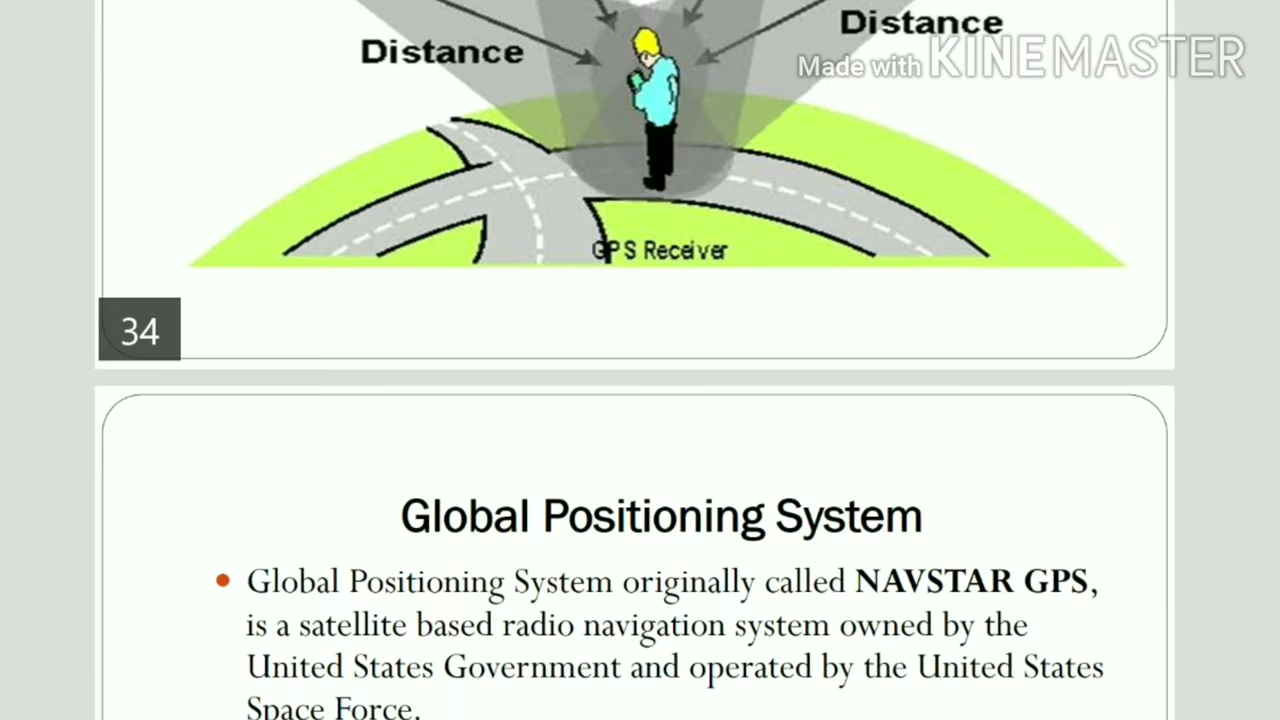 Distance
Distance
Made with KINEMASTER
GPS Receiver
34
Global Positioning System
• Global Positioning System originally called NAVSTAR GPS,
is a satellite based radio navigation system owned by the
United States Government and operated by the United States
Space Force.